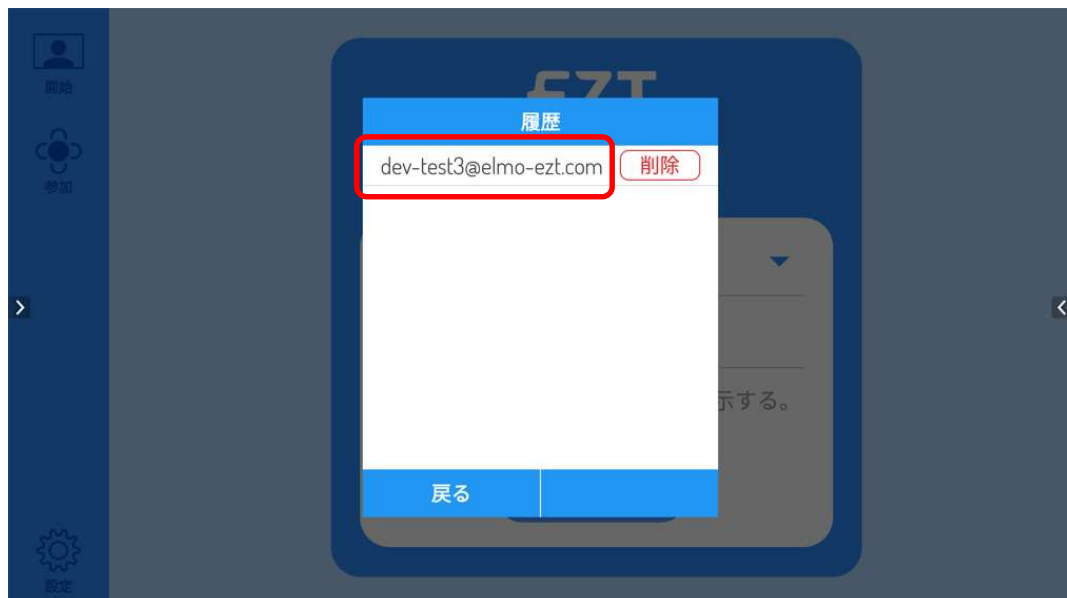 開始
参加
EZT
履歴
dev-test3@elmo-ezt.com 削除
示する。
戻る
設定